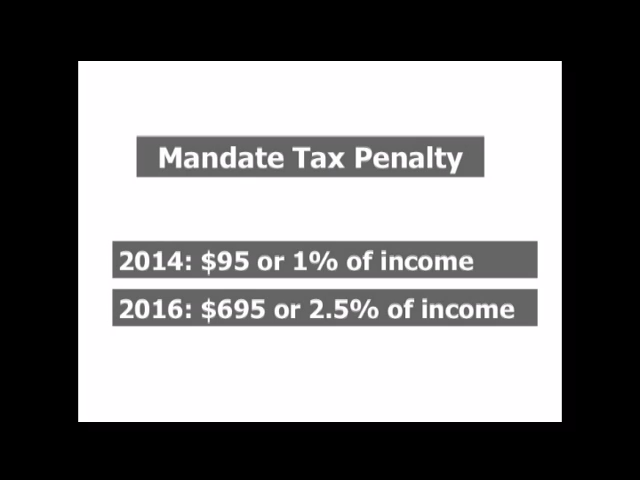 Mandate Tax Penalty
2014: $95 or 1% of income
2016: $695 or 2.5% of income